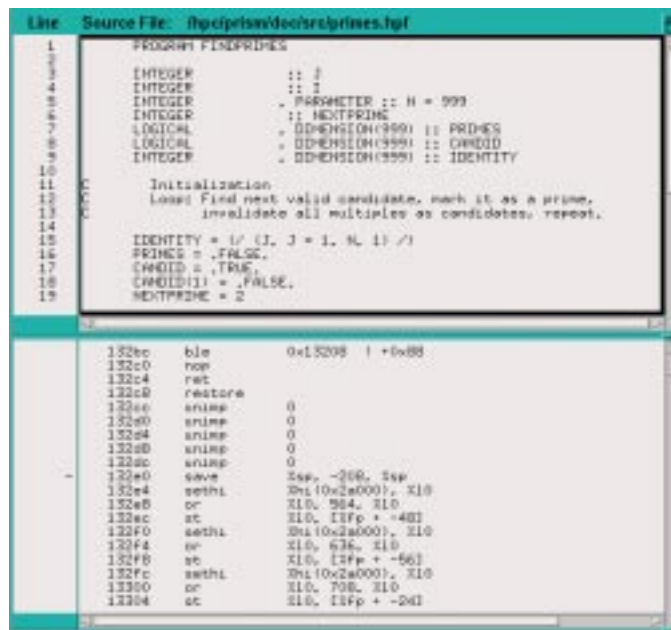 Line Source File: /hpc/prism/doc/src/primes.hpf
1 PROGRAM FINDPRIMES
2
3 INTEGER :: J
4 INTEGER :: I
5 INTEGER , PARAMETER :: N = 999
6 INTEGER :: NEXTPRIME
7 LOGICAL , DIMENSION(999) :: PRIMES
8 LOGICAL , DIMENSION(999) :: CANDID
9 INTEGER , DIMENSION(999) :: IDENTITY
10
11 C Initialization
12 C Loop: Find next valid candidate, mark it as a prime,
13 C invalidate all multiples as candidates, repeat.
14
15 IDENTITY = (/ (J, J = 1, N, 1) /)
16 PRIMES = .FALSE.
17 CANDID = .TRUE.
18 CANDID(1) = .FALSE.
19 NEXTPRIME = 2
132bc ble 0x13208 ! +0x88
132c0 nop
132c4 ret
132c8 restore
132cc unimp 0
132d0 unimp 0
132d4 unimp 0
132d8 unimp 0
132dc unimp 0
132e0 save %sp, -208, %sp
132e4 sethi %hi(0x2a000), %l0
132e8 or %l0, 564, %l0
132ec st %l0, [%fp + -48]
132f0 sethi %hi(0x2a000), %l0
132f4 or %l0, 636, %l0
132f8 st %l0, [%fp + -56]
132fc sethi %hi(0x2a000), %l0
13300 or %l0, 708, %l0
13304 st %l0, [%fp + -24]